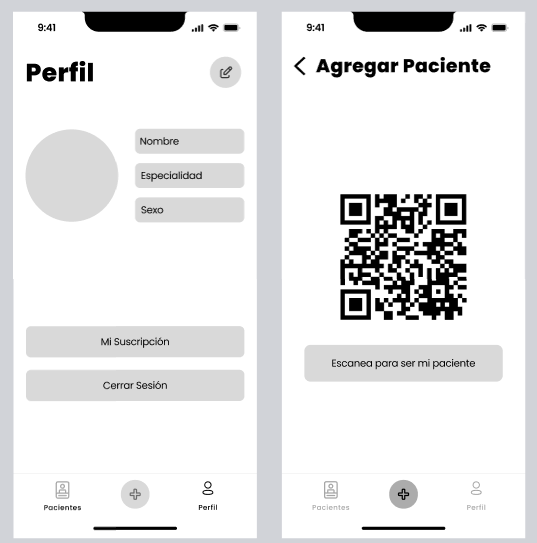 9:41
Perfil
Nombre
Especialidad
Sexo
Mi Suscripción
Cerrar Sesión
Pacientes
Perfil
9:41
Agregar Paciente
Escanea para ser mi paciente
Pacientes
Perfil